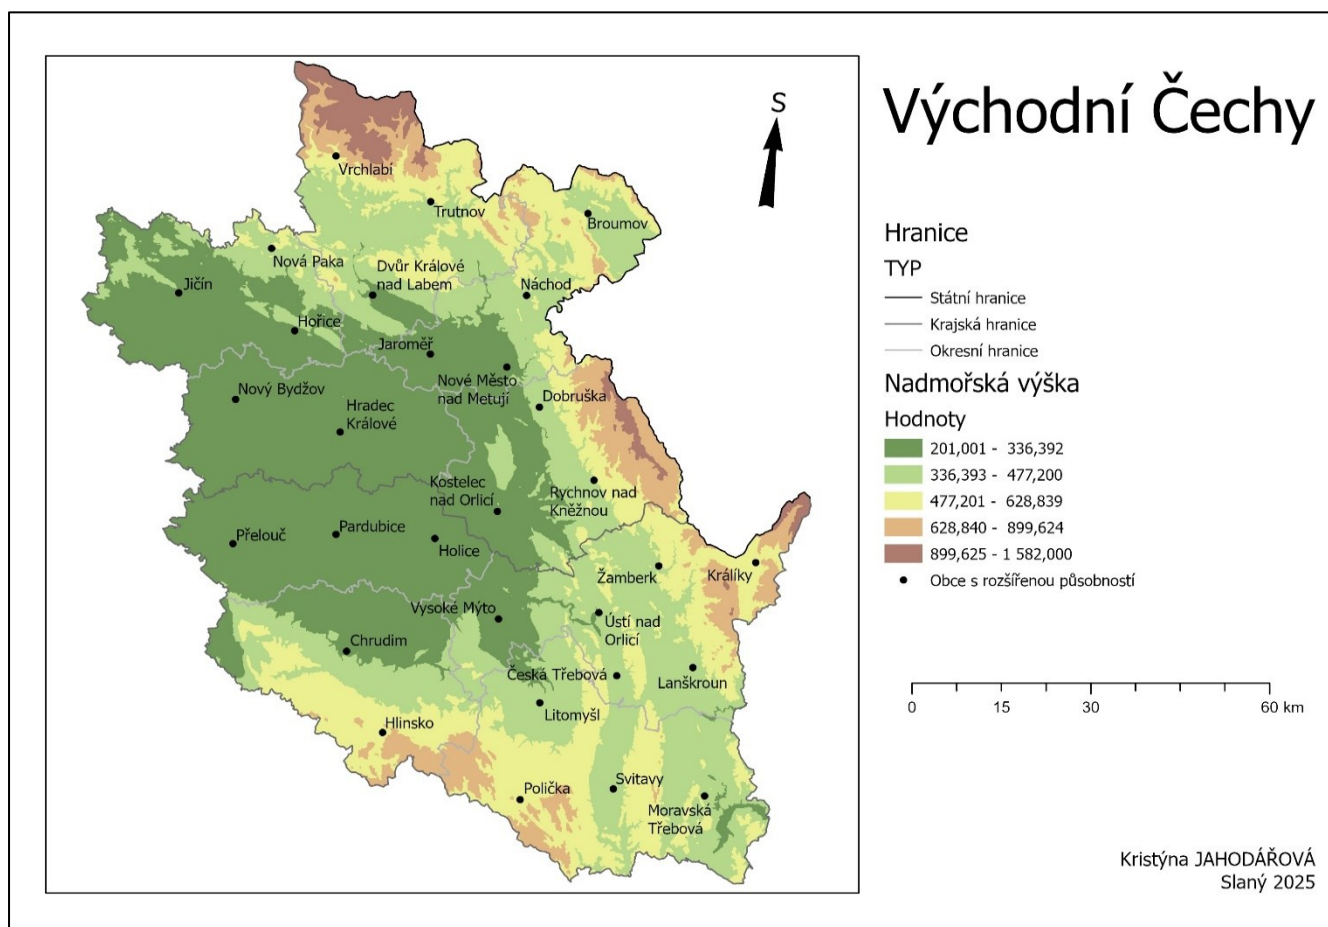 Východní Čechy
S
Vrchlabí
Trutnov
Broumov
Nová Paka
Dvůr Králové
nad Labem
Jičín
Náchod
Hořice
Jaroměř
Nové Město
nad Metují
Nový Bydžov
Dobruška
Hradec
Králové
Kostelec
nad Orlicí
Rychnov nad
Kněžnou
Přelouč
Pardubice
Holice
Žamberk
Králíky
Vysoké Mýto
Ústí nad
Orlicí
Chrudim
Česká Třebová
Lanškroun
Litomyšl
Hlinsko
Polička
Svitavy
Moravská
Třebová
Hranice
TYP
Státní hranice
Krajská hranice
Okresní hranice
Nadmořská výška
Hodnoty
201,001 - 336,392
336,393 - 477,200
477,201 - 628,839
628,840 - 899,624
899,625 - 1 582,000
Obce s rozšířenou působností
0 15 30 60 km
Kristýna JAHODÁŘOVÁ
Slaný 2025